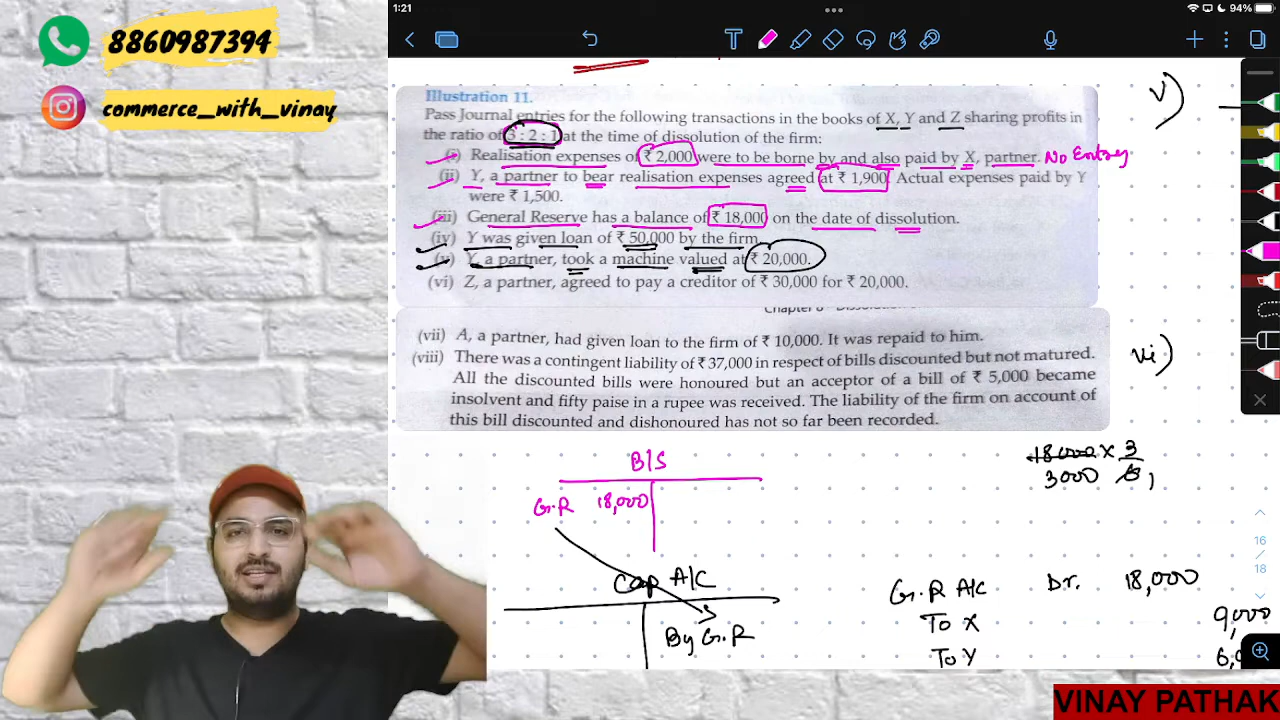 8860987394
commerce_with_vinay
1:21
94%
Illustration 11.
Pass Journal entries for the following transactions in the books of X, Y and Z sharing profits in
the ratio of 3 : 2 : 1 at the time of dissolution of the firm:
(i) Realisation expenses of ₹ 2,000 were to be borne by and also paid by X, partner. No Entry
(ii) Y, a partner to bear realisation expenses agreed at ₹ 1,900. Actual expenses paid by Y
were ₹ 1,500.
(iii) General Reserve has a balance of ₹ 18,000 on the date of dissolution.
(iv) Y was given loan of ₹ 50,000 by the firm.
(v) Y, a partner, took a machine valued at ₹ 20,000.
(vi) Z, a partner, agreed to pay a creditor of ₹ 30,000 for ₹ 20,000.
(vii) A, a partner, had given loan to the firm of ₹ 10,000. It was repaid to him.
(viii) There was a contingent liability of ₹ 37,000 in respect of bills discounted but not matured.
All the discounted bills were honoured but an acceptor of a bill of ₹ 5,000 became
insolvent and fifty paise in a rupee was received. The liability of the firm on account of
this bill discounted and dishonoured has not so far been recorded.
v)
vi)
B/S
G.R 18,000
18000 x 3
3000 6,
Cap A/C
By G.R
G.R A/C Dr. 18,000
To X 9,000
To Y
16
18
VINAY PATHAK